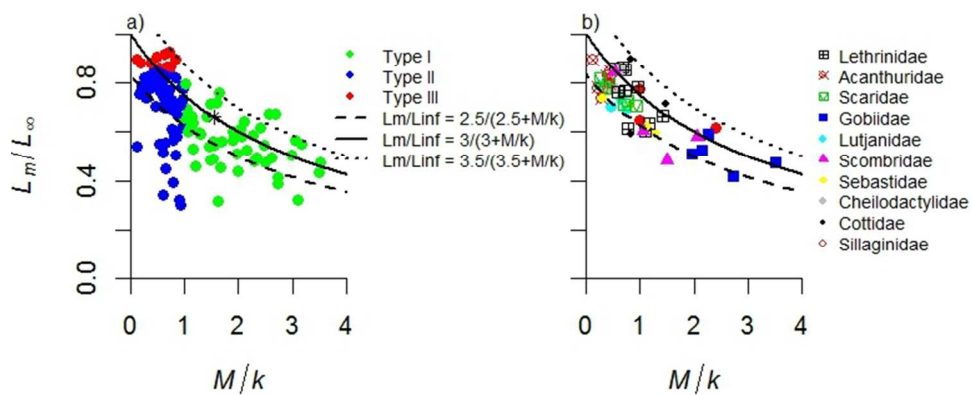 a)
0.8
0.4
0.0
Lm/L∞
0 1 2 3 4
M/k
Type I
Type II
Type III
Lm/Linf = 2.5/(2.5+M/k)
Lm/Linf = 3/(3+M/k)
Lm/Linf = 3.5/(3.5+M/k)
b)
0 1 2 3 4
M/k
Lethrinidae
Acanthuridae
Scaridae
Gobiidae
Lutjanidae
Scombridae
Sebastidae
Cheilodactylidae
Cottidae
Sillaginidae